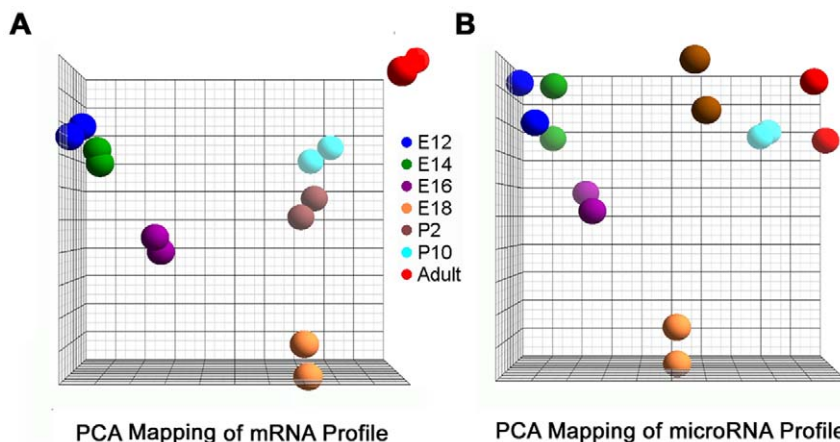 A
B
E12
E14
E16
E18
P2
P10
Adult
PCA Mapping of mRNA Profile
PCA Mapping of microRNA Profile